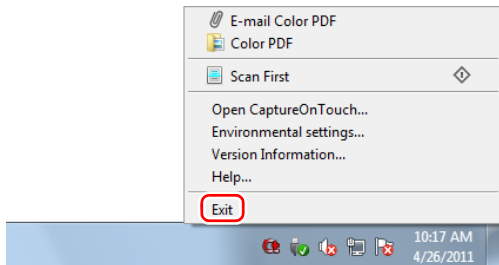 E-mail Color PDF
Color PDF
Scan First
Open CaptureOnTouch...
Environmental settings...
Version Information...
Help...
Exit
10:17 AM
4/26/2011